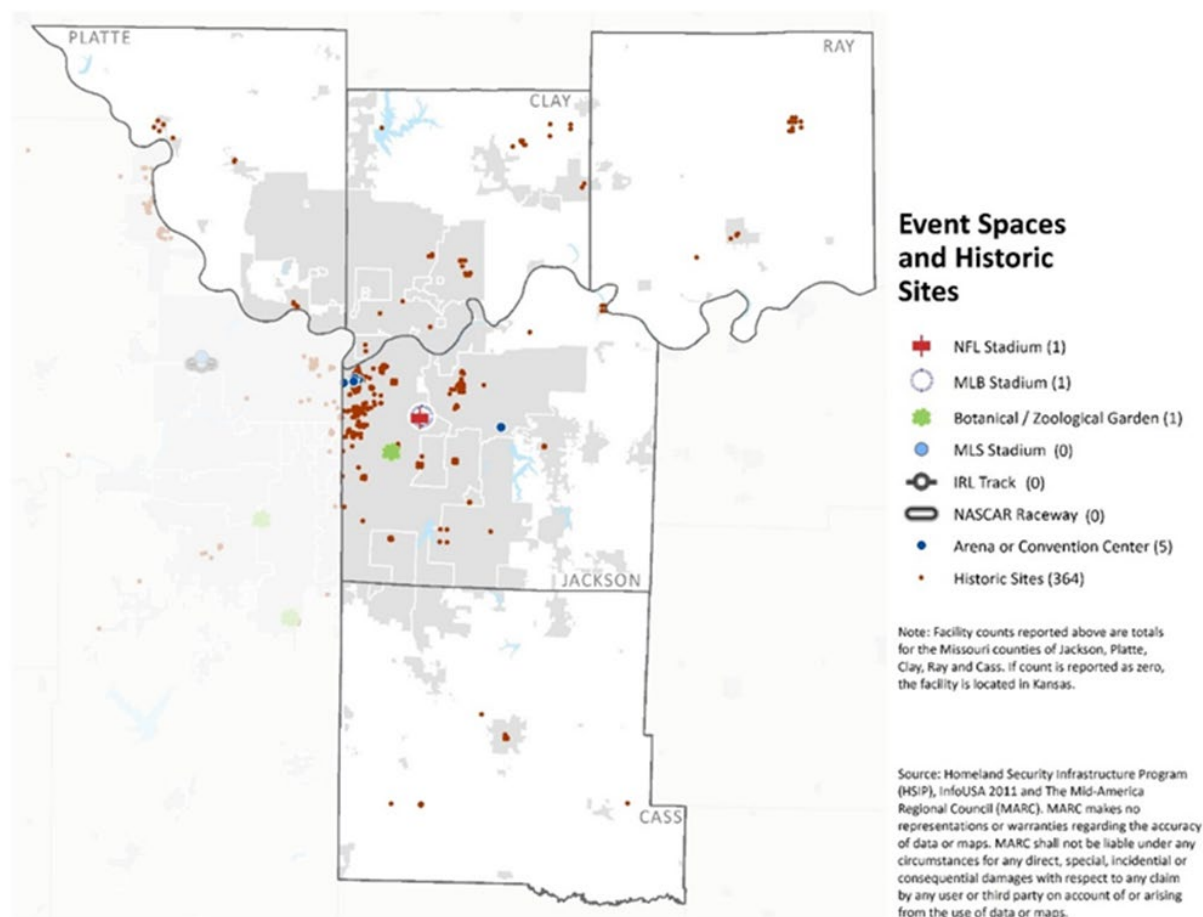 PLATTE
RAY
CLAY
JACKSON
CASS
Event Spaces
and Historic
Sites
NFL Stadium (1)
MLB Stadium (1)
Botanical / Zoological Garden (1)
MLS Stadium (0)
IRL Track (0)
NASCAR Raceway (0)
Arena or Convention Center (5)
Historic Sites (364)
Note: Facility counts reported above are totals
for the Missouri counties of Jackson, Platte,
Clay, Ray and Cass. If count is reported as zero,
the facility is located in Kansas.
Source: Homeland Security Infrastructure Program
(HSIP), InfoUSA 2011 and The Mid-America
Regional Council (MARC). MARC makes no
representations or warranties regarding the accuracy
of data or maps. MARC shall not be liable under any
circumstances for any direct, special, incidental or
consequential damages with respect to any claim
by any user or third party on account of or arising
from the use of data or maps.